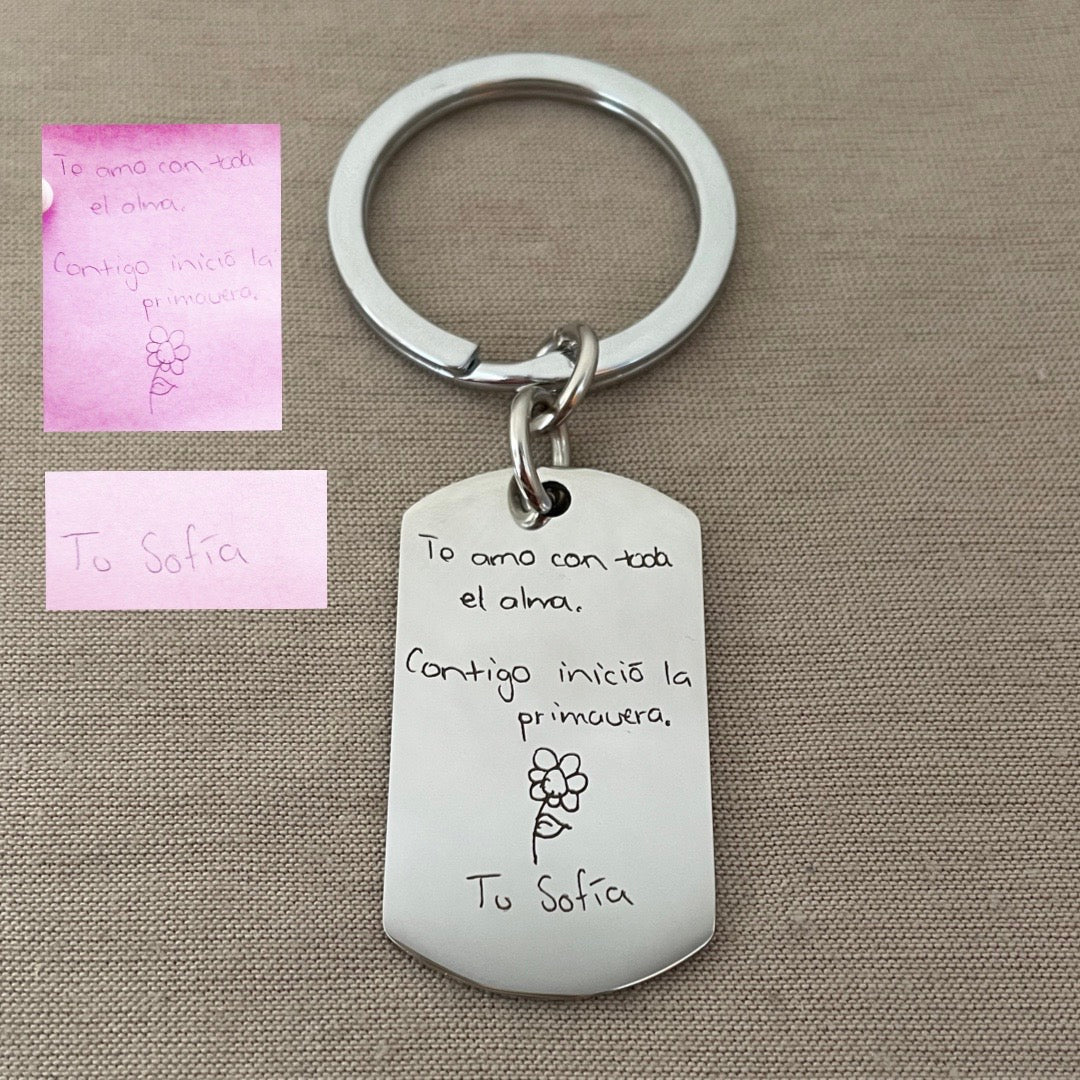 Te amo con toda
el alma.
Contigo inició la
primavera.
Tu Sofía
Te amo con toda
el alma.
Contigo inició la
primavera.
Tu Sofía